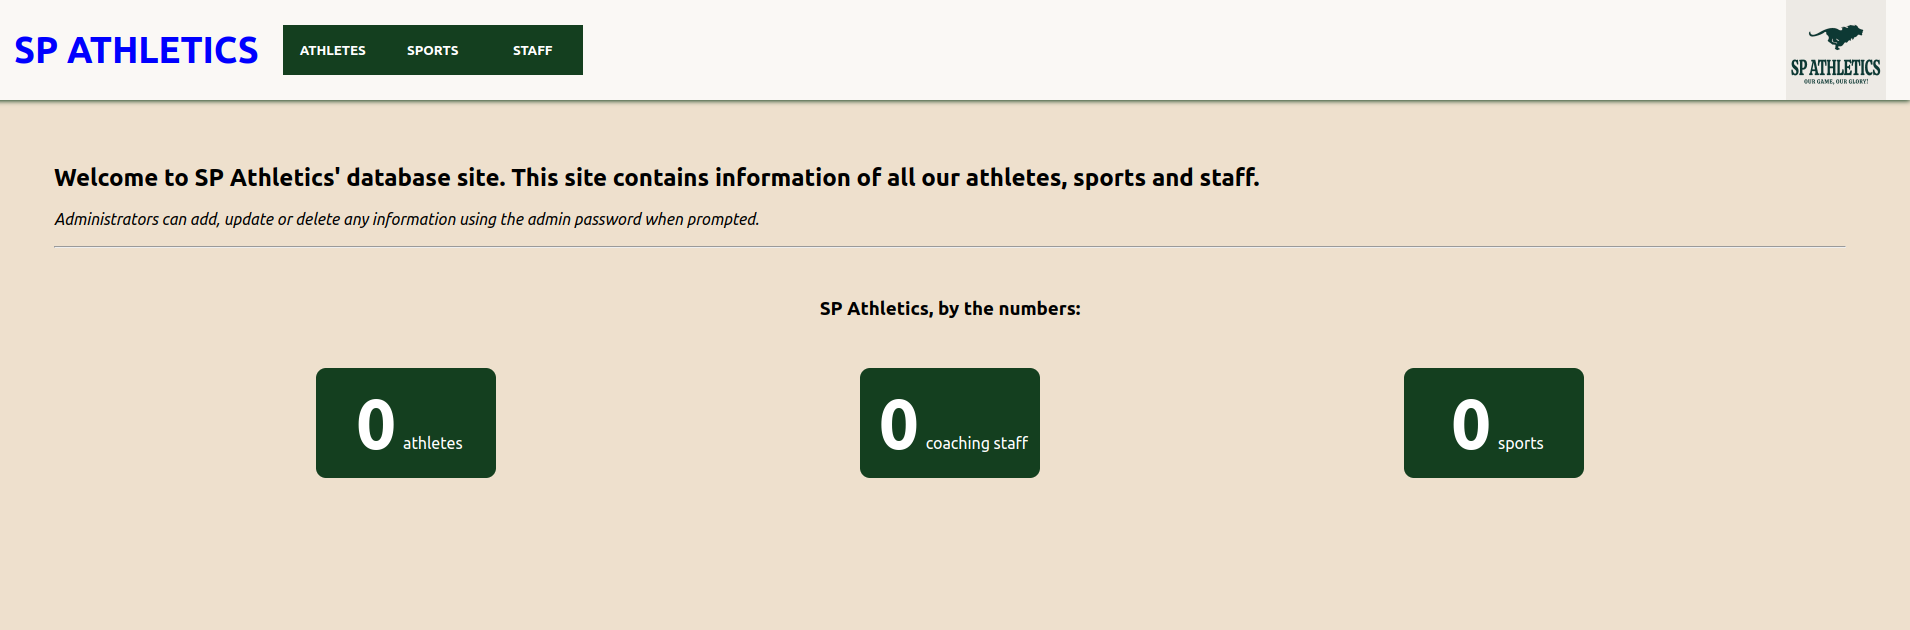 SP ATHLETICS
ATHLETES SPORTS STAFF
SP ATHLETICS
OUR GAME, OUR GLORY!
Welcome to SP Athletics' database site. This site contains information of all our athletes, sports and staff.
Administrators can add, update or delete any information using the admin password when prompted.
SP Athletics, by the numbers:
0 athletes
0 coaching staff
0 sports